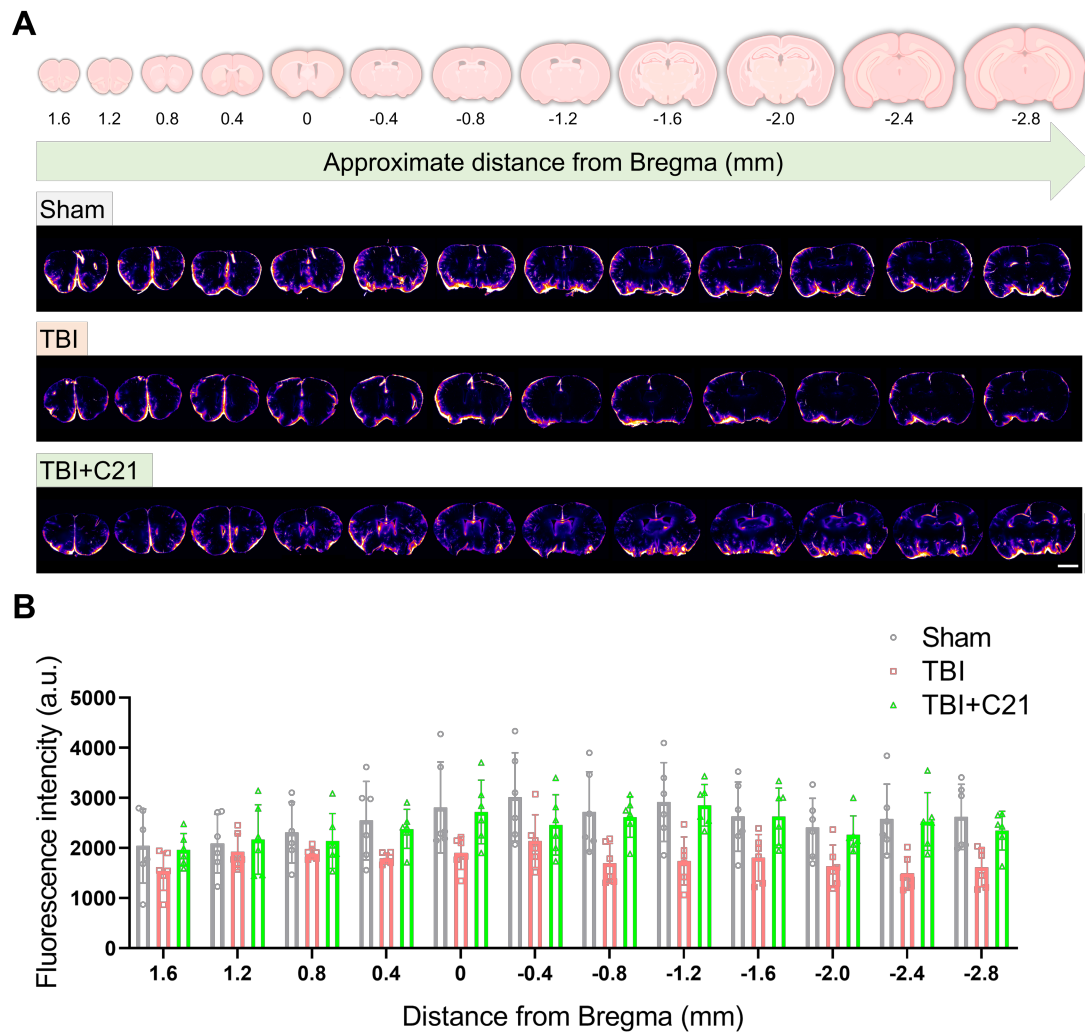 A
1.6 1.2 0.8 0.4 0 -0.4 -0.8 -1.2 -1.6 -2.0 -2.4 -2.8
Approximate distance from Bregma (mm)
Sham
TBI
TBI+C21
B
Sham
TBI
TBI+C21
Fluorescence intencity (a.u.)
5000
4000
3000
2000
1000
0
1.6 1.2 0.8 0.4 0 -0.4 -0.8 -1.2 -1.6 -2.0 -2.4 -2.8
Distance from Bregma (mm)